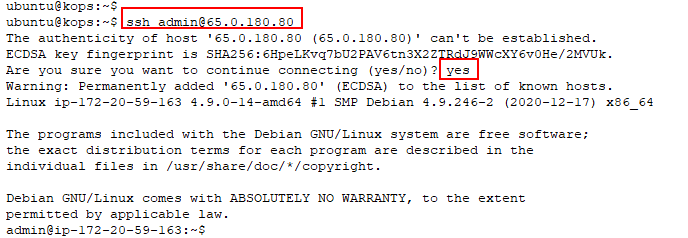 ubuntu@kops:~$
ubuntu@kops:~$ ssh admin@65.0.180.80
The authenticity of host '65.0.180.80 (65.0.180.80)' can't be established.
ECDSA key fingerprint is SHA256:6HpeLKvq7bU2PAV6tn3X2ZTRdJ9WWcXY6v0He/2MVUk.
Are you sure you want to continue connecting (yes/no)? yes
Warning: Permanently added '65.0.180.80' (ECDSA) to the list of known hosts.
Linux ip-172-20-59-163 4.9.0-14-amd64 #1 SMP Debian 4.9.246-2 (2020-12-17) x86_64
The programs included with the Debian GNU/Linux system are free software;
the exact distribution terms for each program are described in the
individual files in /usr/share/doc/*/copyright.
Debian GNU/Linux comes with ABSOLUTELY NO WARRANTY, to the extent
permitted by applicable law.
admin@ip-172-20-59-163:~$